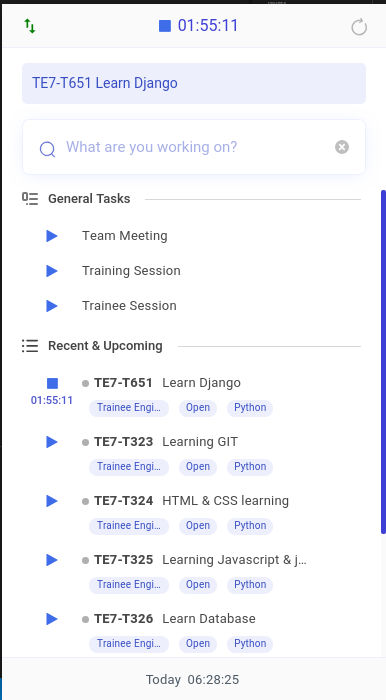 01:55:11
TE7-T651 Learn Django
What are you working on?
General Tasks
Team Meeting
Training Session
Trainee Session
Recent & Upcoming
TE7-T651 Learn Django
01:55:11
Trainee Engi... Open Python
TE7-T323 Learning GIT
Trainee Engi... Open Python
TE7-T324 HTML & CSS learning
Trainee Engi... Open Python
TE7-T325 Learning Javascript & j...
Trainee Engi... Open Python
TE7-T326 Learn Database
Trainee Engi... Open Python
Today 06:28:25